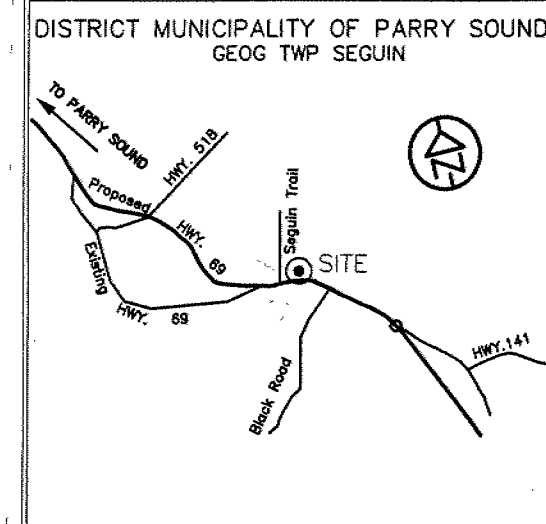 DISTRICT MUNICIPALITY OF PARRY SOUND
GEOG TWP SEGUIN
TO PARRY SOUND
HWY. 518
Proposed
HWY. 69
Seguin Trail
SITE
Existing
HWY. 69
Black Road
HWY.141
N